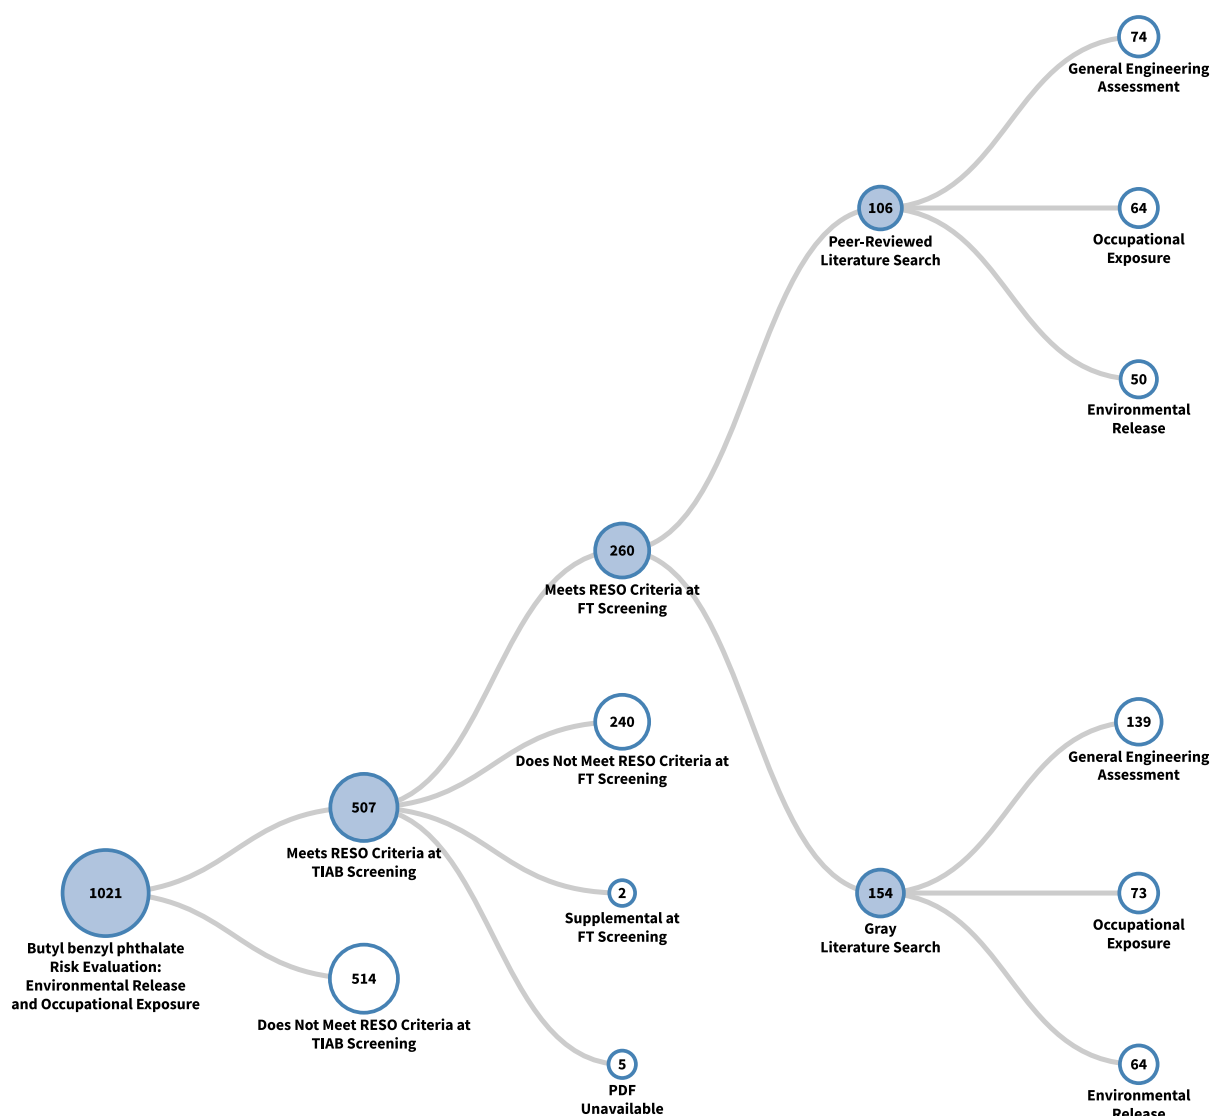 74
General Engineering
Assessment
106
Peer-Reviewed
Literature Search
64
Occupational
Exposure
50
Environmental
Release
260
Meets RESO Criteria at
FT Screening
240
Does Not Meet RESO Criteria at
FT Screening
139
General Engineering
Assessment
507
Meets RESO Criteria at
TIAB Screening
1021
Butyl benzyl phthalate
Risk Evaluation:
Environmental Release
and Occupational Exposure
2
Supplemental at
FT Screening
154
Gray
Literature Search
73
Occupational
Exposure
514
Does Not Meet RESO Criteria at
TIAB Screening
5
PDF
Unavailable
64
Environmental
Release